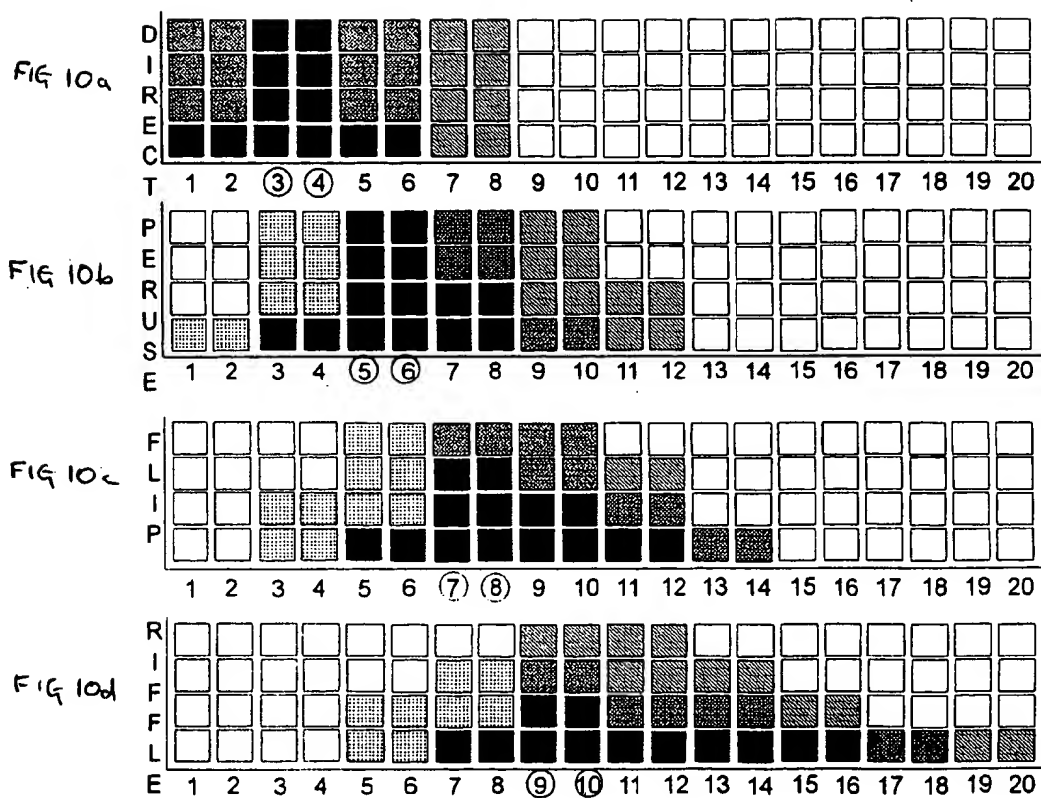 FIG 10a
D
I
R
E
C
T 1 2 3 4 5 6 7 8 9 10 11 12 13 14 15 16 17 18 19 20
FIG 10b
P
E
R
U
S
E 1 2 3 4 5 6 7 8 9 10 11 12 13 14 15 16 17 18 19 20
FIG 10c
F
L
I
P
1 2 3 4 5 6 7 8 9 10 11 12 13 14 15 16 17 18 19 20
FIG 10d
R
I
F
F
L
E 1 2 3 4 5 6 7 8 9 10 11 12 13 14 15 16 17 18 19 20